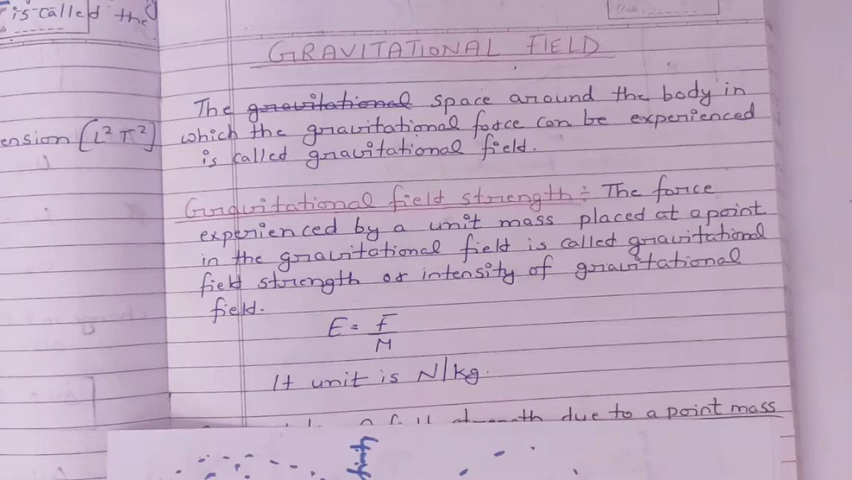 is called the
ension [L² T⁻²]
GRAVITATIONAL FIELD
The gravitational space around the body in
which the gravitational force can be experienced
is called gravitational field.
Gravitational field strength :- The force
experienced by a unit mass placed at a point
in the gravitational field is called gravitational
field strength or intensity of gravitational
field.
E = F/M
It unit is N/kg.
strength due to a point mass